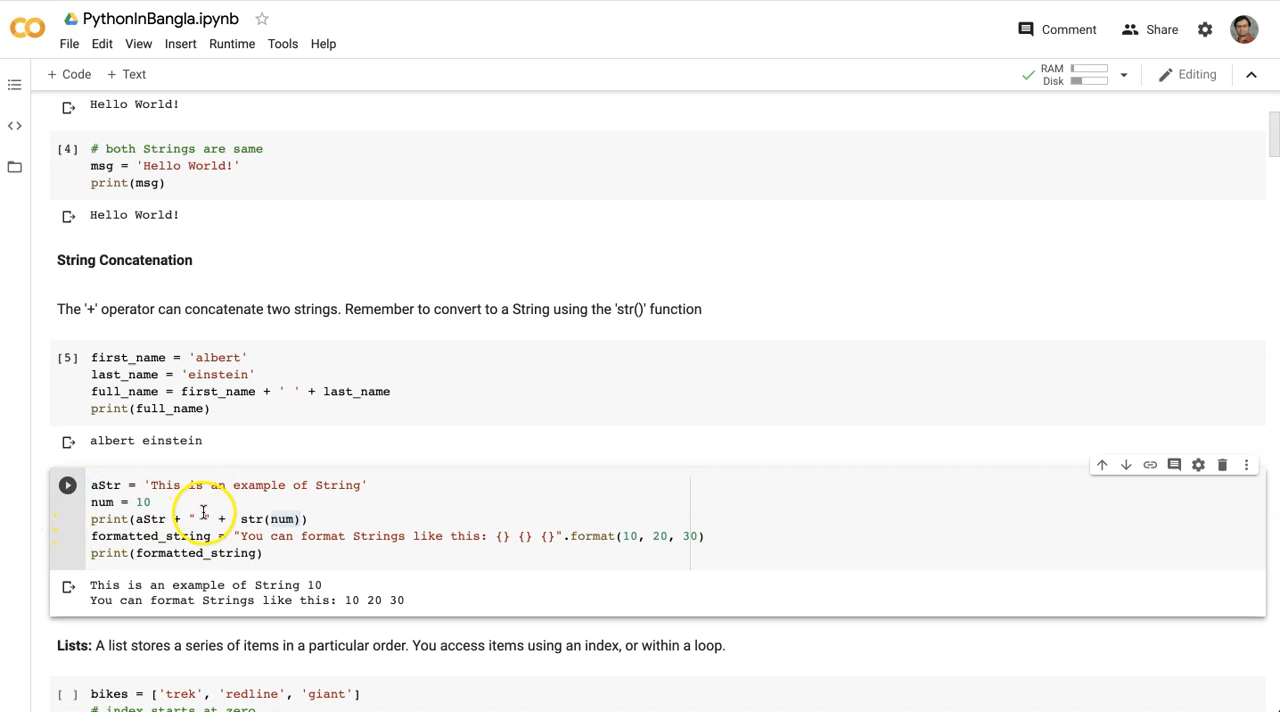 PythonInBangla.ipynb
File Edit View Insert Runtime Tools Help
Comment Share
+ Code + Text
RAM
Disk
Editing
Hello World!
[4] # both Strings are same
msg = 'Hello World!'
print(msg)
Hello World!
String Concatenation
The '+' operator can concatenate two strings. Remember to convert to a String using the 'str()' function
[5] first_name = 'albert'
last_name = 'einstein'
full_name = first_name + ' ' + last_name
print(full_name)
albert einstein
aStr = 'This is an example of String'
num = 10
print(aStr + " " + str(num))
formatted_string = "You can format Strings like this: {} {} {}".format(10, 20, 30)
print(formatted_string)
This is an example of String 10
You can format Strings like this: 10 20 30
Lists: A list stores a series of items in a particular order. You access items using an index, or within a loop.
[ ] bikes = ['trek', 'redline', 'giant']
# index starts at zero